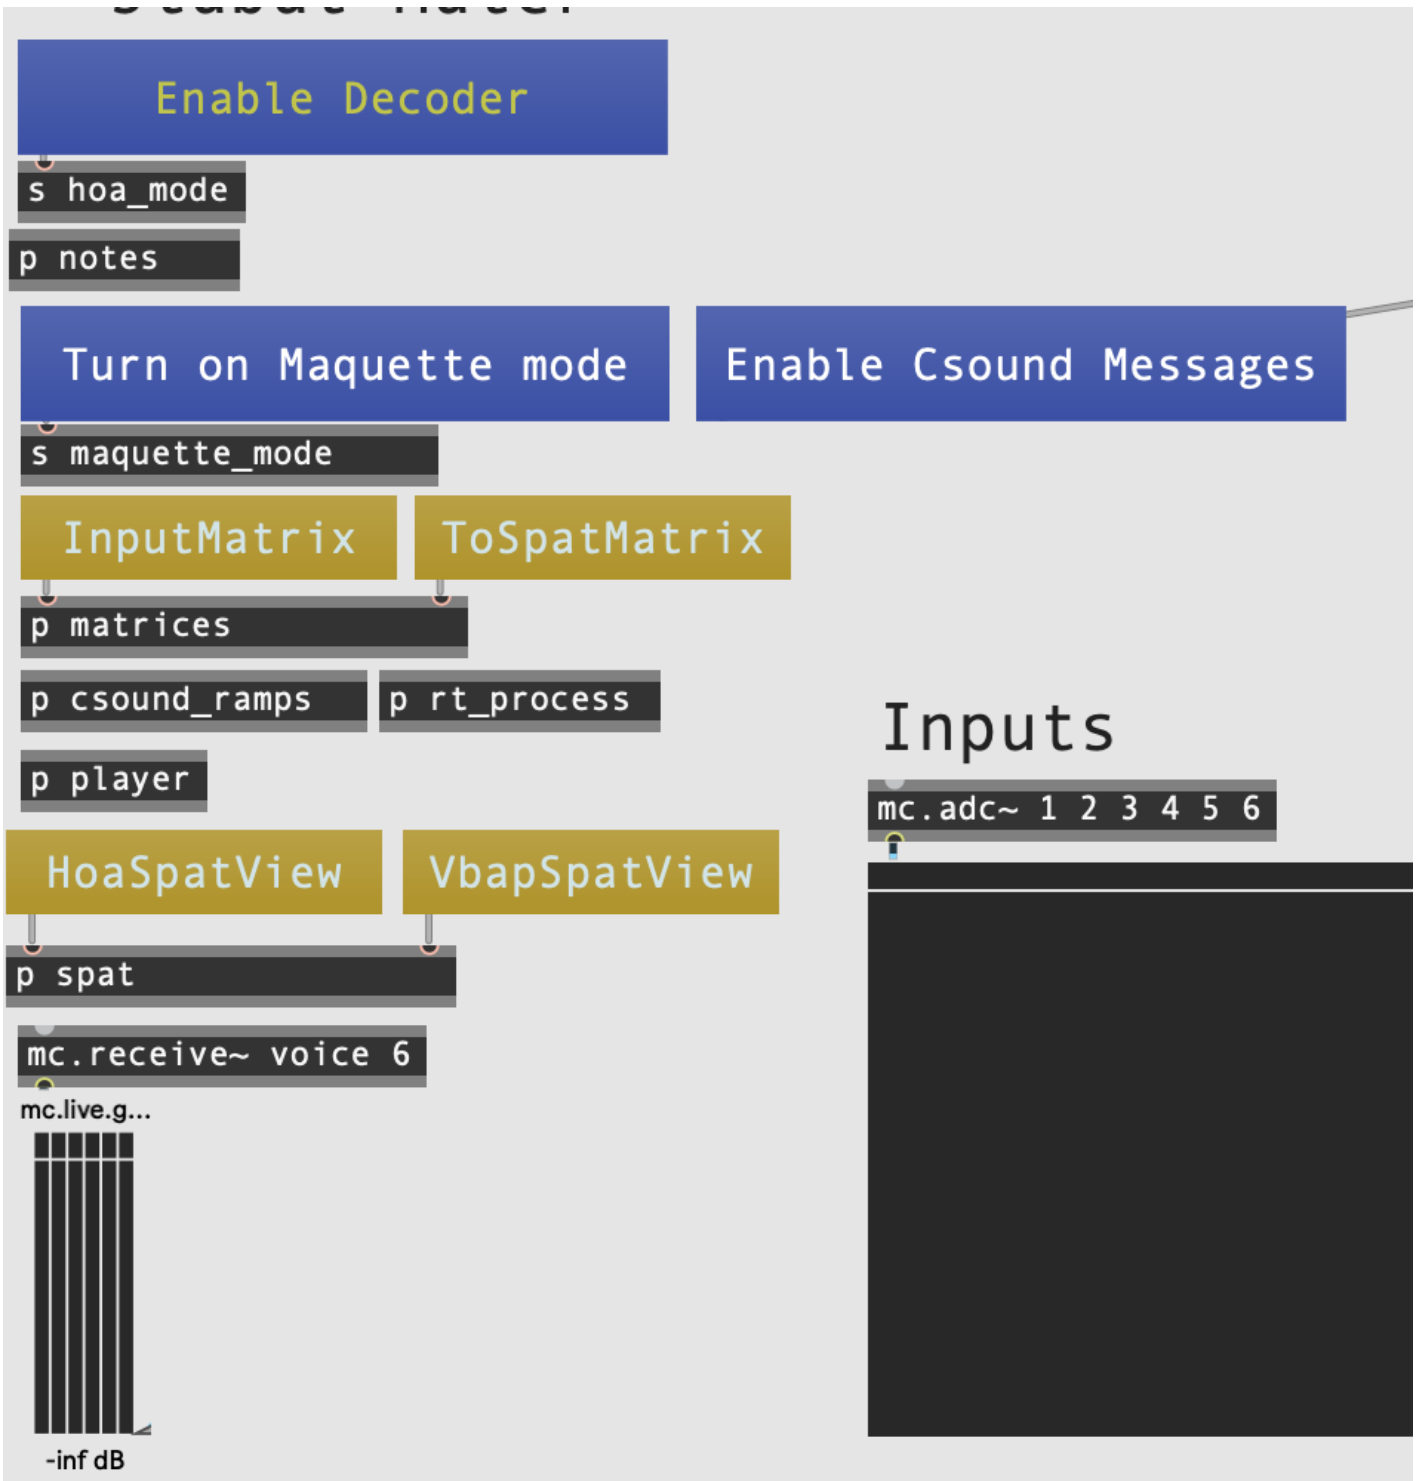 Enable Decoder
s hoa_mode
p notes
Turn on Maquette mode
Enable Csound Messages
s maquette_mode
InputMatrix
ToSpatMatrix
p matrices
p csound_ramps
p rt_process
p player
HoaSpatView
VbapSpatView
p spat
mc.receive~ voice 6
mc.live.g...
-inf dB
Inputs
mc.adc~ 1 2 3 4 5 6